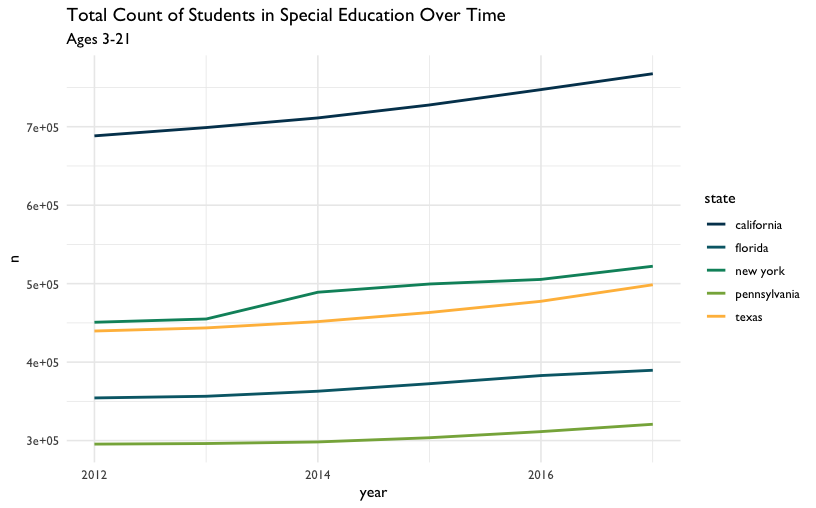 Total Count of Students in Special Education Over Time
Ages 3-21
7e+05
6e+05
5e+05
4e+05
3e+05
n
2012
2014
2016
year
state
california
florida
new york
pennsylvania
texas